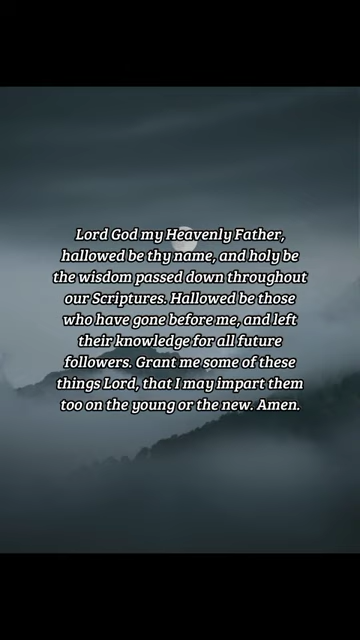 Lord God my Heavenly Father,
hallowed be thy name, and holy be
the wisdom passed down throughout
our Scriptures. Hallowed be those
who have gone before me, and left
their knowledge for all future
followers. Grant me some of these
things Lord, that I may impart them
too on the young or the new. Amen.